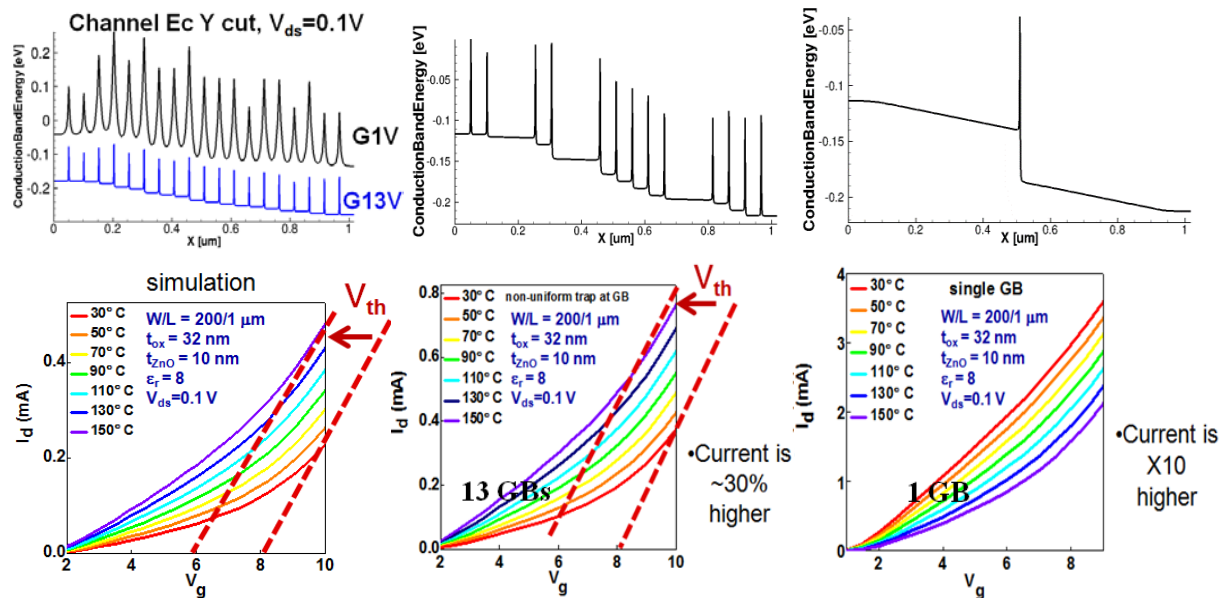 Channel Ec Y cut, Vds=0.1V
ConductionBandEnergy [eV]
0.2
0.1
0
-0.1
-0.2
G1V
G13V
0
0.2
0.4
0.6
0.8
1
X [um]
ConductionBandEnergy [eV]
-0.05
-0.1
-0.15
-0.2
0
0.2
0.4
0.6
0.8
1
X [um]
ConductionBandEnergy [eV]
-0.05
-0.1
-0.15
-0.2
0
0.2
0.4
0.6
0.8
1
X [um]
simulation
Vth
30° C
50° C
70° C
90° C
110° C
130° C
150° C
W/L = 200/1 µm
tox = 32 nm
tZnO = 10 nm
εr = 8
Vds=0.1 V
Id (mA)
0.4
0.2
0.0
2
4
6
8
10
Vg
Vth
30° C
50° C
70° C
90° C
110° C
130° C
150° C
non-uniform trap at GB
W/L = 200/1 µm
tox = 32 nm
tZnO = 10 nm
εr = 8
Vds=0.1 V
13 GBs
Id (mA)
0.8
0.6
0.4
0.2
0.0
2
4
6
8
10
Vg
•Current is
~30%
higher
30° C
50° C
70° C
90° C
110° C
130° C
150° C
single GB
W/L = 200/1 µm
tox = 32 nm
tZnO = 10 nm
εr = 8
Vds=0.1 V
1 GB
Id (mA)
4
3
2
1
0
2
4
6
8
Vg
•Current is
X10
higher